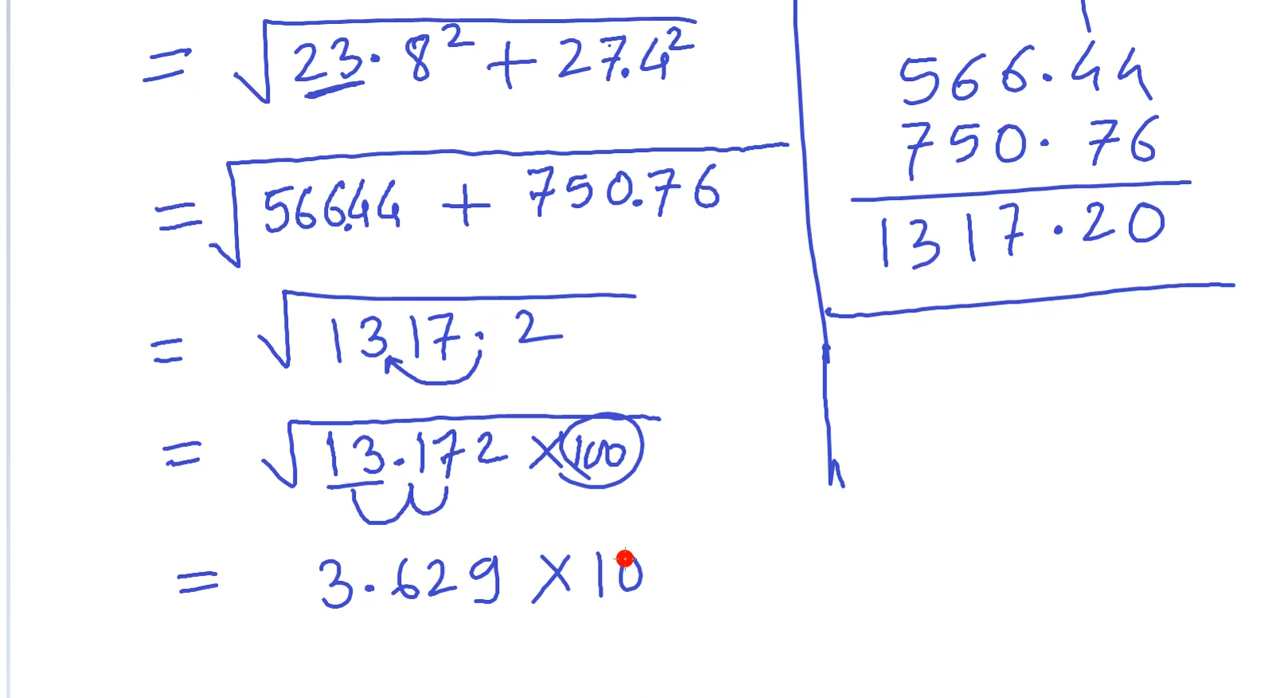 = √23.8² + 27.4²
= √566.44 + 750.76
= √1317.2
= √13.172 × 100
= 3.629 × 10
566.44
750.76
1317.20